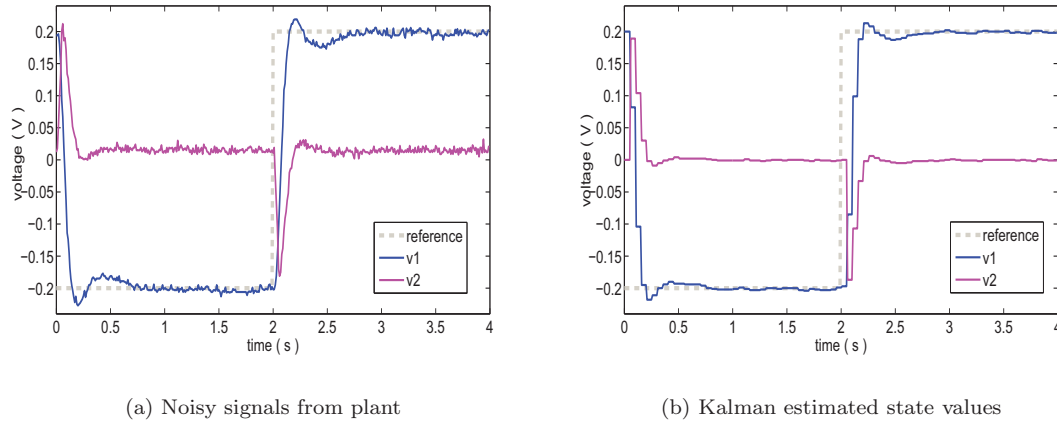 0.2
0.15
0.1
0.05
0
−0.05
−0.1
−0.15
−0.2
voltage ( V )
0 0.5 1 1.5 2 2.5 3 3.5 4
time ( s )
reference
v1
v2
(a) Noisy signals from plant
0.2
0.15
0.1
0.05
0
−0.05
−0.1
−0.15
−0.2
voltage ( V )
0 0.5 1 1.5 2 2.5 3 3.5 4
time ( s )
reference
v1
v2
(b) Kalman estimated state values